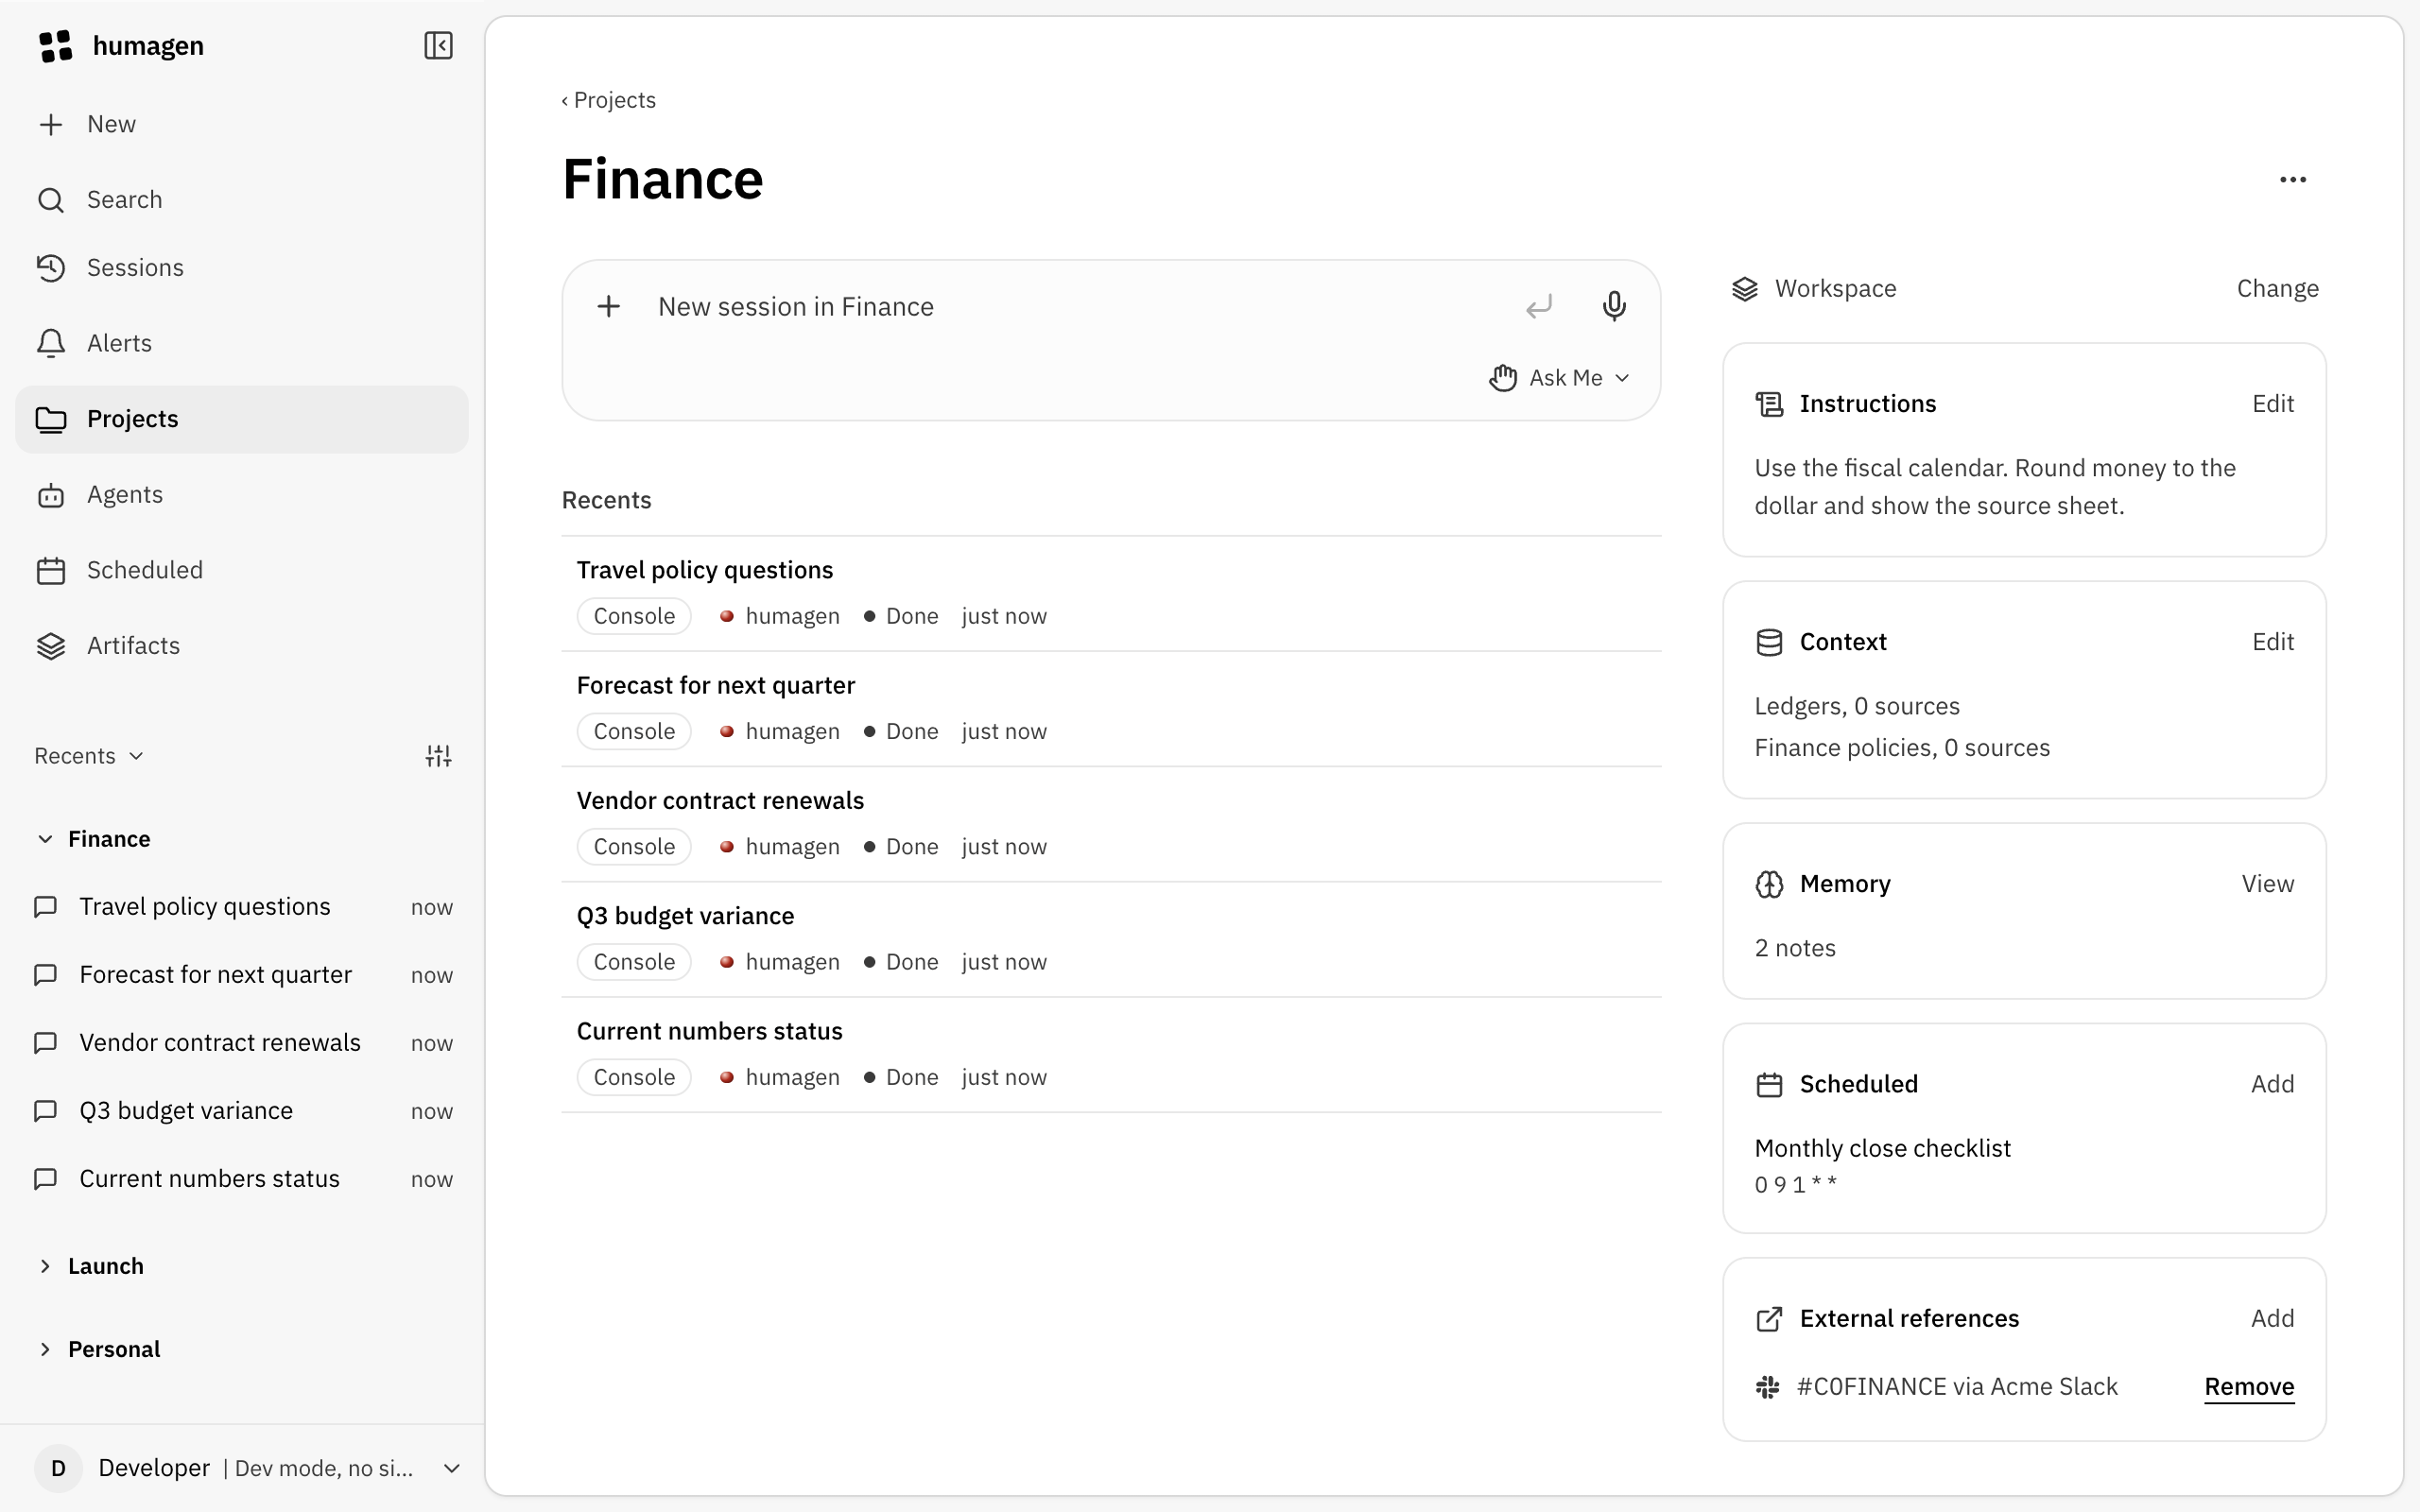 humagen
New
Search
Sessions
Alerts
Projects
Agents
Scheduled
Artifacts
Recents
Finance
Travel policy questions now
Forecast for next quarter now
Vendor contract renewals now
Q3 budget variance now
Current numbers status now
Launch
Personal
D Developer | Dev mode, no si...
‹ Projects
Finance
New session in Finance
Ask Me
Recents
Travel policy questions
Console humagen Done just now
Forecast for next quarter
Console humagen Done just now
Vendor contract renewals
Console humagen Done just now
Q3 budget variance
Console humagen Done just now
Current numbers status
Console humagen Done just now
Workspace Change
Instructions Edit
Use the fiscal calendar. Round money to the
dollar and show the source sheet.
Context Edit
Ledgers, 0 sources
Finance policies, 0 sources
Memory View
2 notes
Scheduled Add
Monthly close checklist
0 9 1 * *
External references Add
#C0FINANCE via Acme Slack Remove